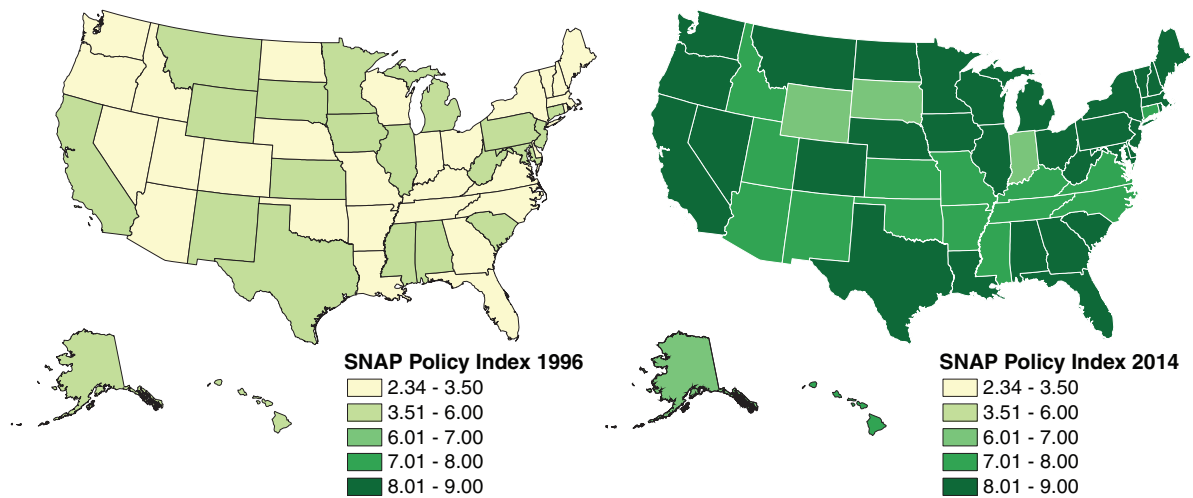 SNAP Policy Index 1996
2.34 - 3.50
3.51 - 6.00
6.01 - 7.00
7.01 - 8.00
8.01 - 9.00
SNAP Policy Index 2014
2.34 - 3.50
3.51 - 6.00
6.01 - 7.00
7.01 - 8.00
8.01 - 9.00